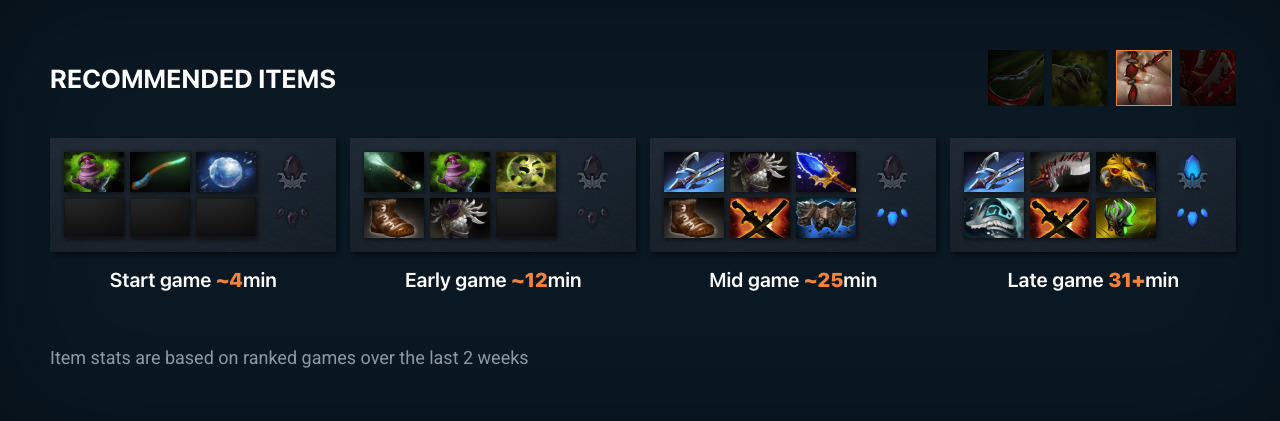 RECOMMENDED ITEMS
Start game ~4min
Early game ~12min
Mid game ~25min
Late game 31+min
Item stats are based on ranked games over the last 2 weeks